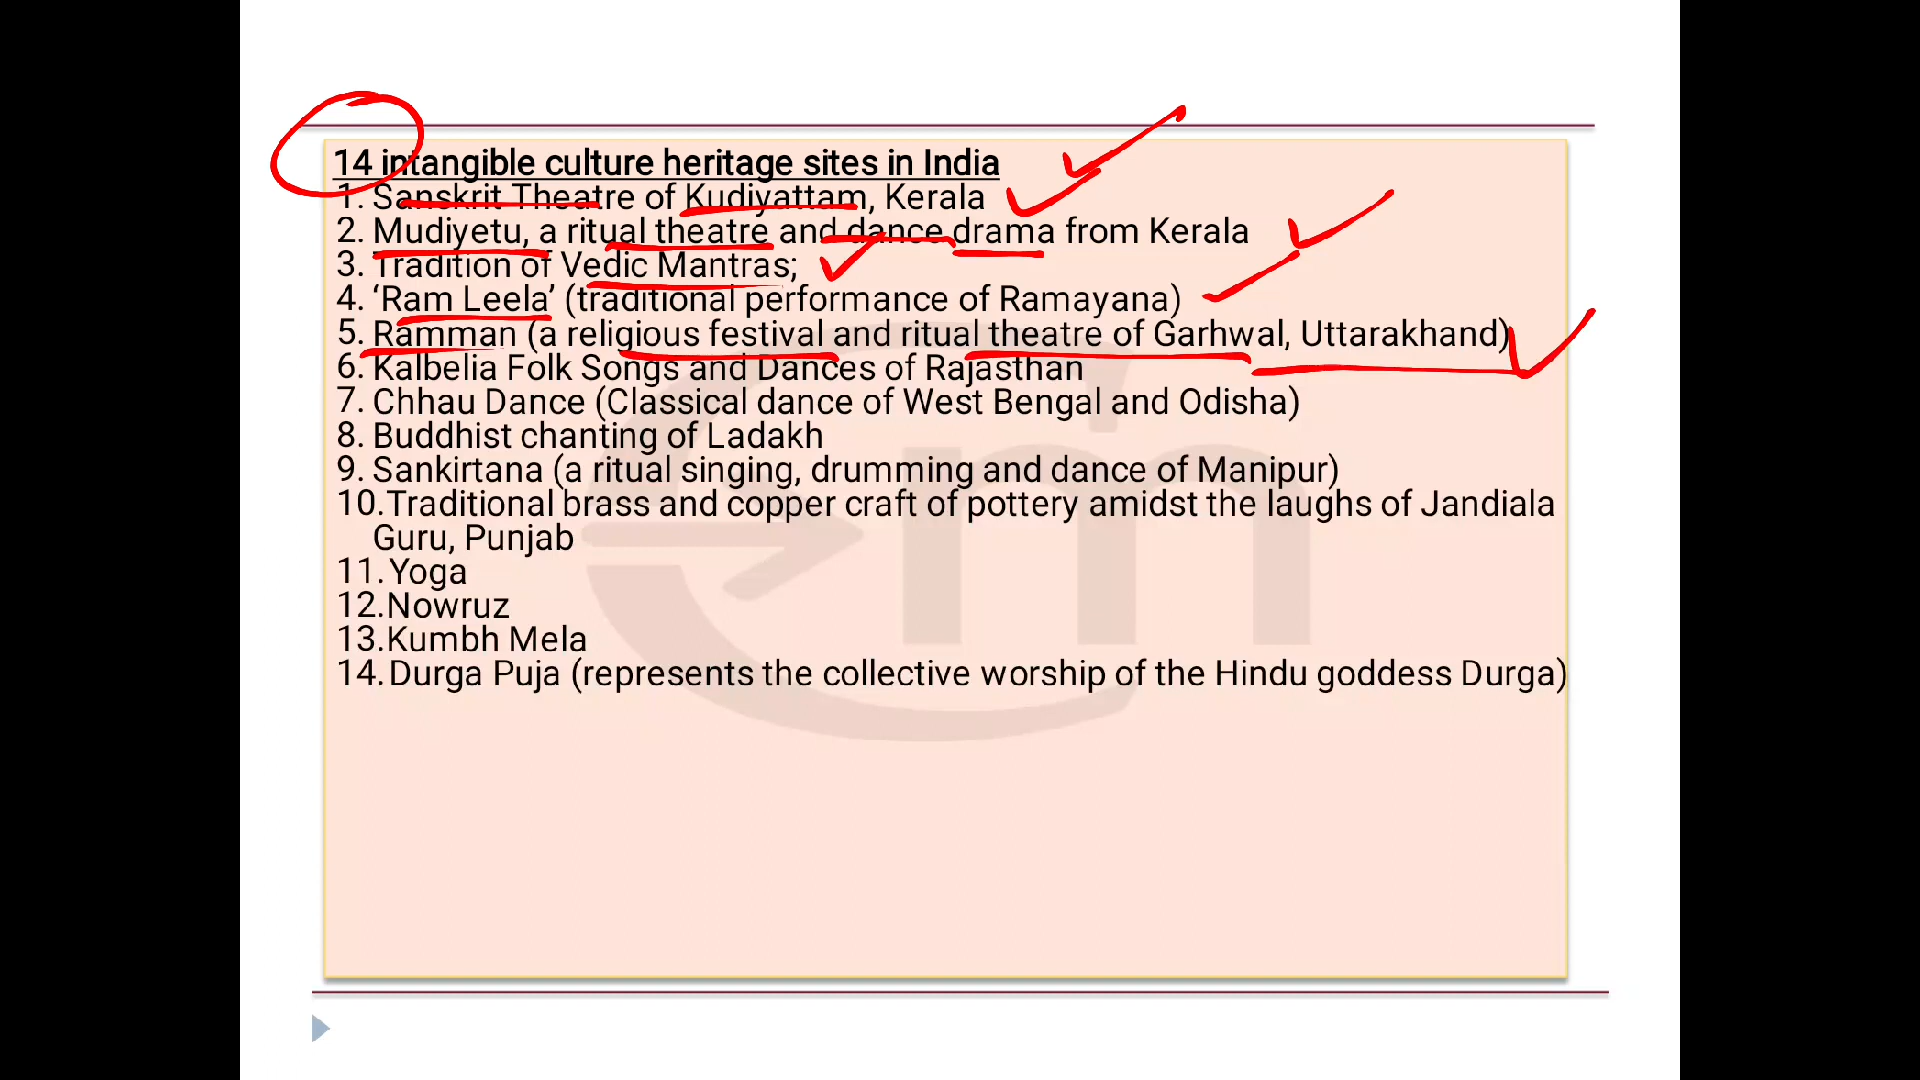 14 intangible culture heritage sites in India
1. Sanskrit Theatre of Kudiyattam, Kerala
2. Mudiyetu, a ritual theatre and dance drama from Kerala
3. Tradition of Vedic Mantras;
4. ‘Ram Leela’ (traditional performance of Ramayana)
5. Ramman (a religious festival and ritual theatre of Garhwal, Uttarakhand)
6. Kalbelia Folk Songs and Dances of Rajasthan
7. Chhau Dance (Classical dance of West Bengal and Odisha)
8. Buddhist chanting of Ladakh
9. Sankirtana (a ritual singing, drumming and dance of Manipur)
10.Traditional brass and copper craft of pottery amidst the laughs of Jandiala
Guru, Punjab
11.Yoga
12.Nowruz
13.Kumbh Mela
14.Durga Puja (represents the collective worship of the Hindu goddess Durga)